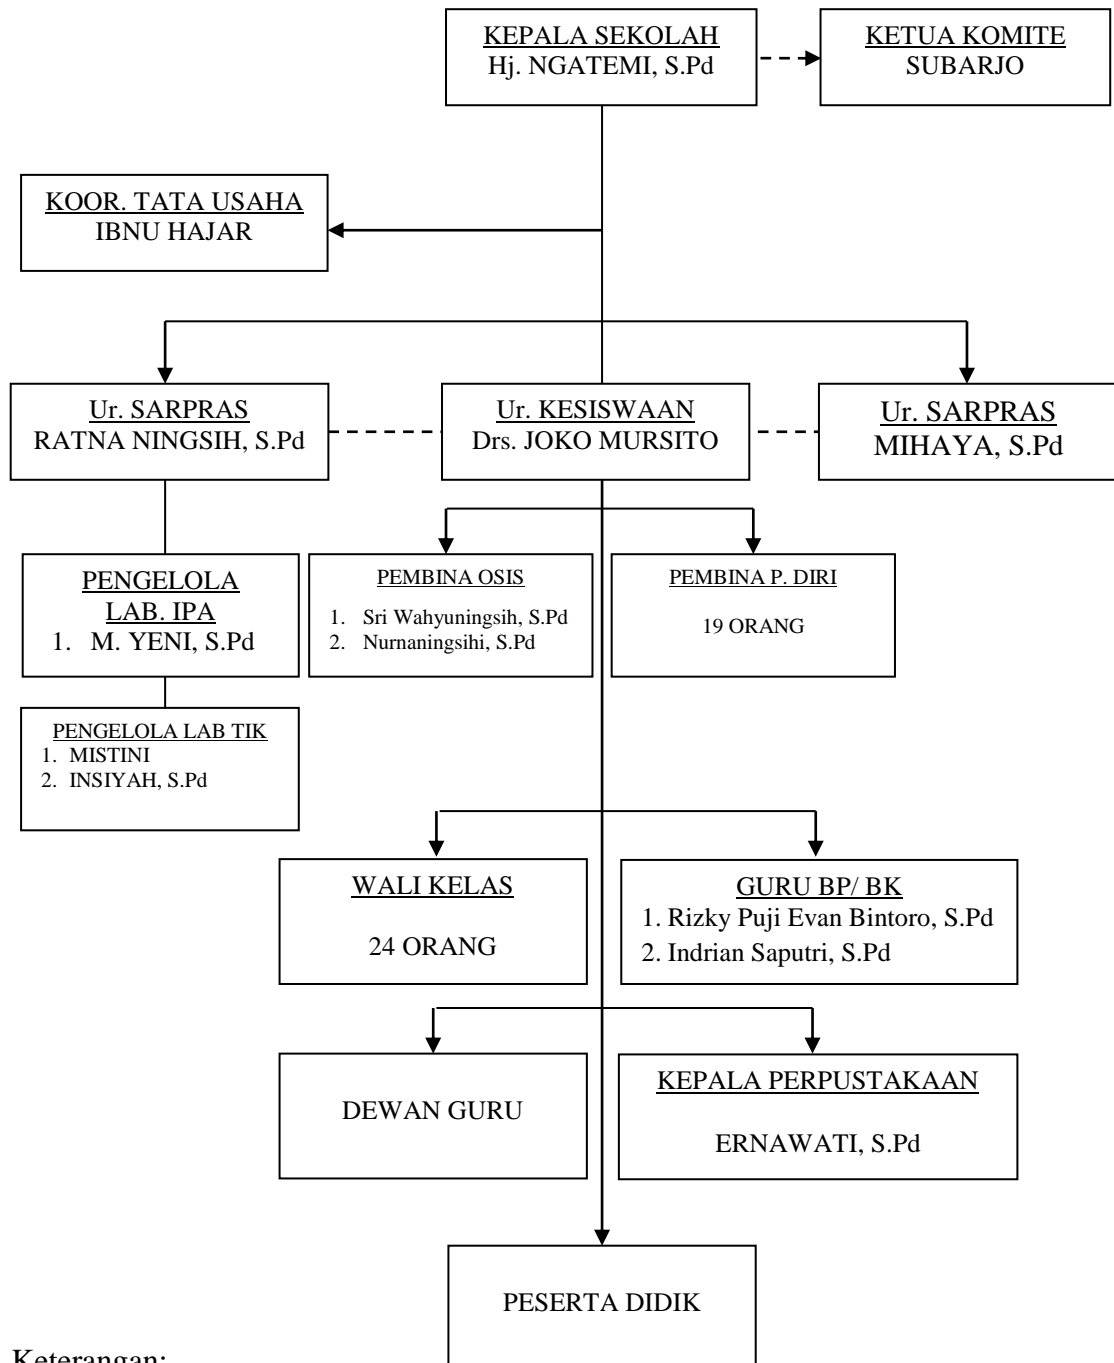 KEPALA SEKOLAH
Hj. NGATEMI, S.Pd
KETUA KOMITE
SUBARJO
KOOR. TATA USAHA
IBNU HAJAR
Ur. SARPRAS
RATNA NINGSIH, S.Pd
Ur. KESISWAAN
Drs. JOKO MURSITO
Ur. SARPRAS
MIHAYA, S.Pd
PENGELOLA
LAB. IPA
1. M. YENI, S.Pd
PEMBINA OSIS
1. Sri Wahyuningsih, S.Pd
2. Nurnaningsihi, S.Pd
PEMBINA P. DIRI
19 ORANG
PENGELOLA LAB TIK
1. MISTINI
2. INSIYAH, S.Pd
WALI KELAS
24 ORANG
GURU BP/ BK
1. Rizky Puji Evan Bintoro, S.Pd
2. Indrian Saputri, S.Pd
DEWAN GURU
KEPALA PERPUSTAKAAN
ERNAWATI, S.Pd
PESERTA DIDIK
Keterangan: